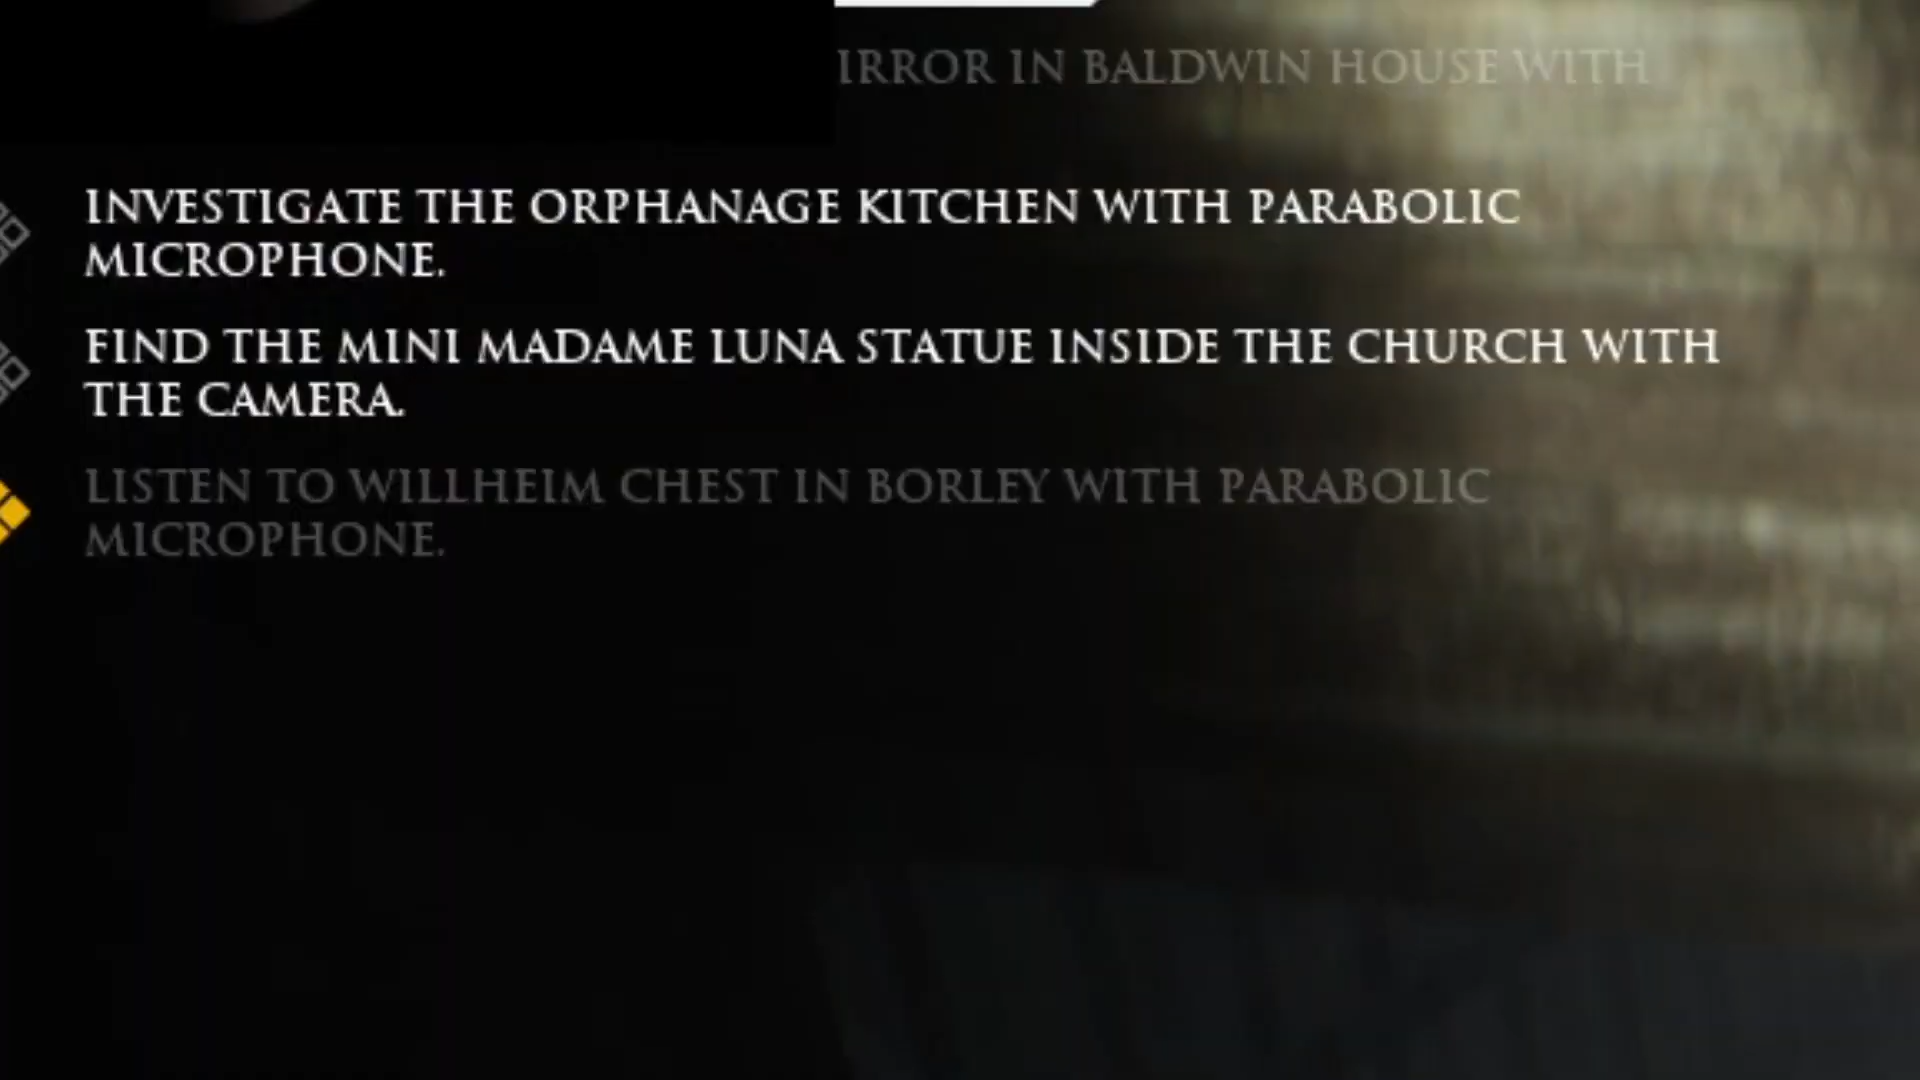 IN BALDWIN HOUSE WITH
INVESTIGATE THE ORPHANAGE KITCHEN WITH PARABOLIC
MICROPHONE.
FIND THE MINI MADAME LUNA STATUE INSIDE THE CHURCH WITH
THE CAMERA.
LISTEN TO WILLHEIM CHEST IN BORLEY WITH PARABOLIC
MICROPHONE.